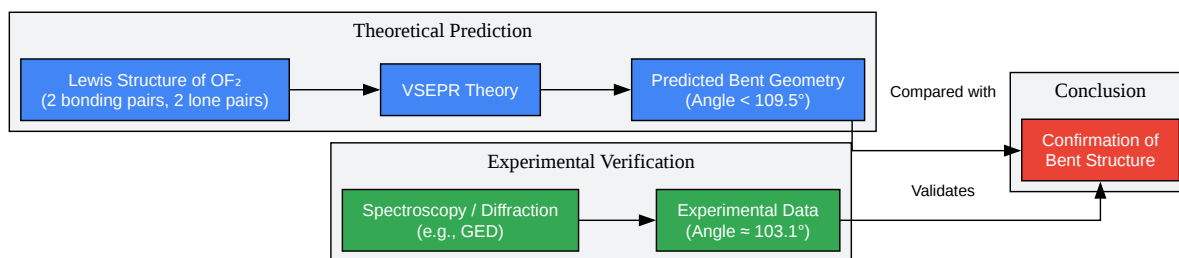 Theoretical Prediction
Lewis Structure of OF₂
(2 bonding pairs, 2 lone pairs)
VSEPR Theory
Predicted Bent Geometry
(Angle < 109.5°)
Compared with
Conclusion
Confirmation of
Bent Structure
Experimental Verification
Spectroscopy / Diffraction
(e.g., GED)
Experimental Data
(Angle ≈ 103.1°)
Validates